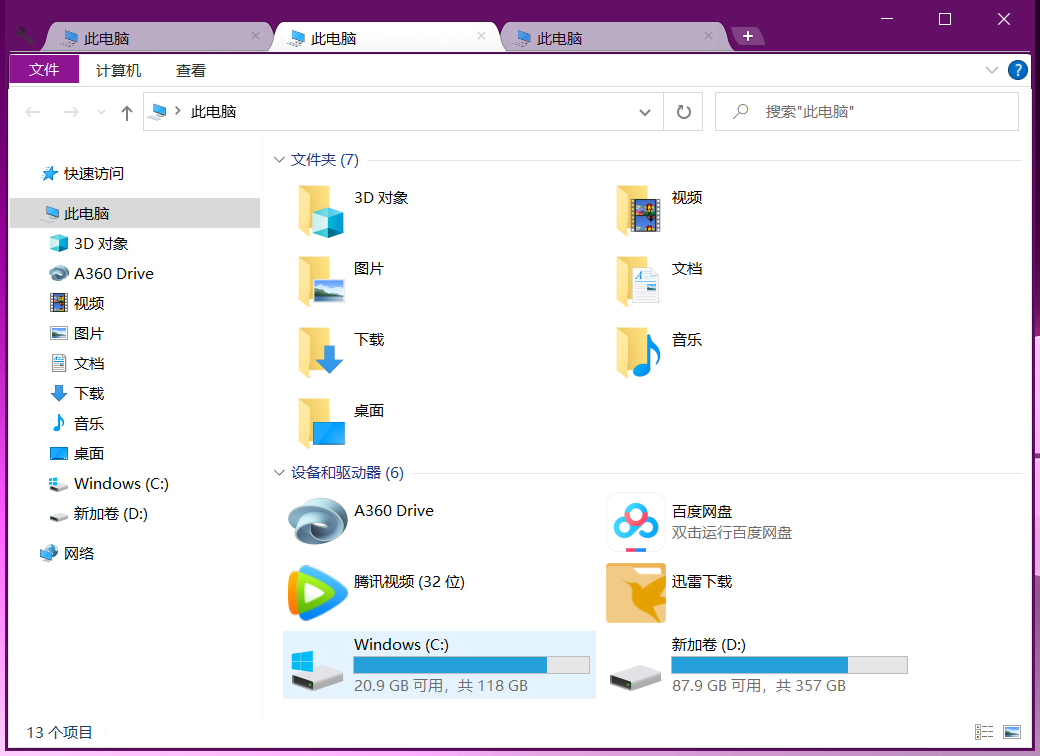 此电脑
此电脑
此电脑
文件 计算机 查看
此电脑
搜索"此电脑"
快速访问
此电脑
3D 对象
A360 Drive
视频
图片
文档
下载
音乐
桌面
Windows (C:)
新加卷 (D:)
网络
文件夹 (7)
3D 对象
视频
图片
文档
下载
音乐
桌面
设备和驱动器 (6)
A360 Drive
百度网盘
双击运行百度网盘
腾讯视频 (32 位)
迅雷下载
Windows (C:)
20.9 GB 可用，共 118 GB
新加卷 (D:)
87.9 GB 可用，共 357 GB
13 个项目